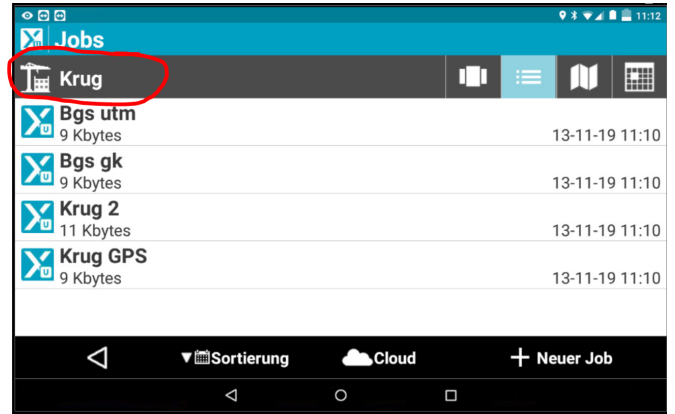 11:12
Jobs
Krug
Bgs utm
9 Kbytes
13-11-19 11:10
Bgs gk
9 Kbytes
13-11-19 11:10
Krug 2
11 Kbytes
13-11-19 11:10
Krug GPS
9 Kbytes
13-11-19 11:10
Sortierung Cloud Neuer Job